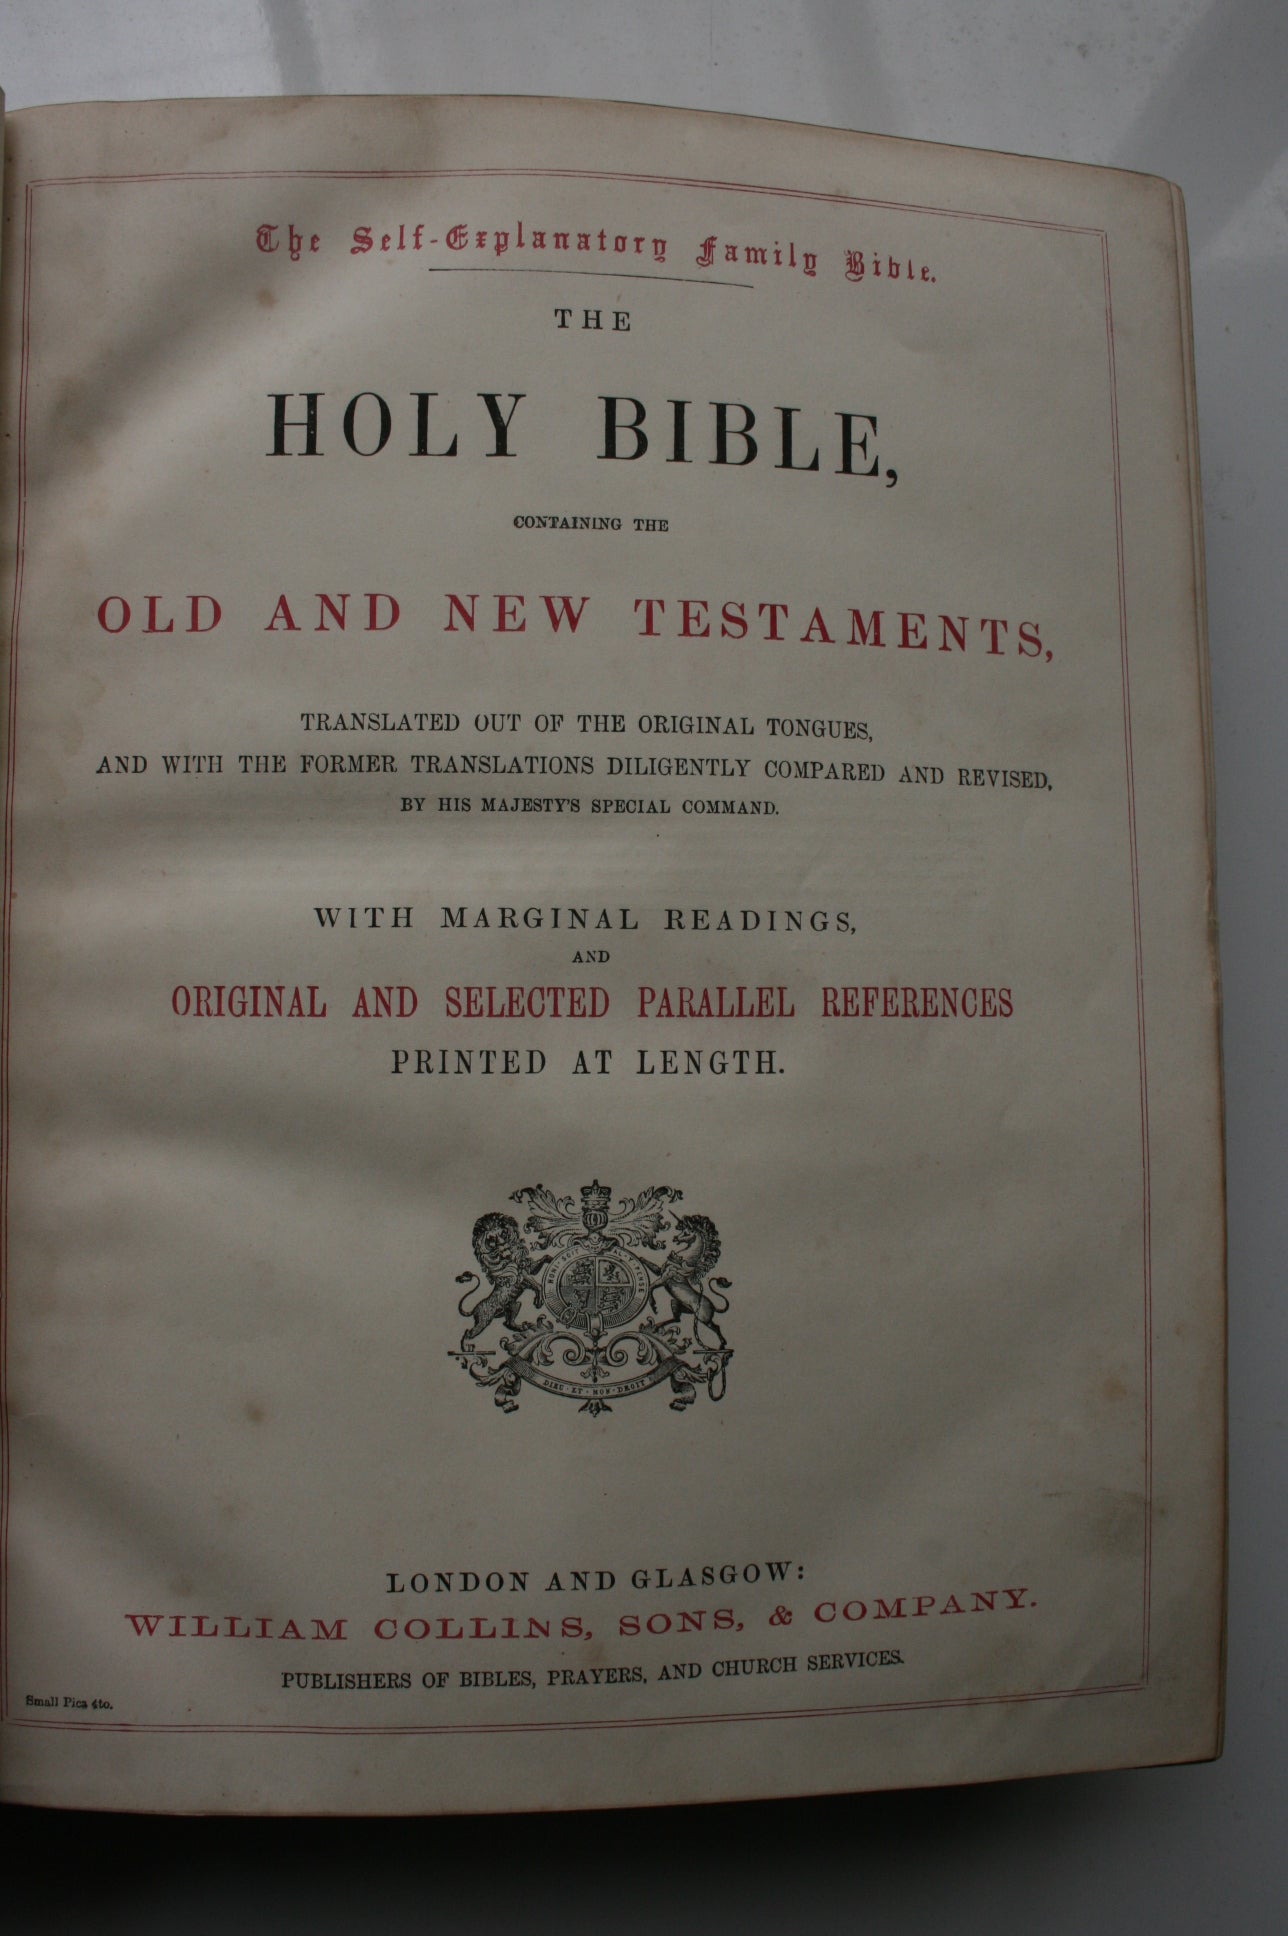 The Self-Explanatory Family Bible.
THE
HOLY BIBLE,
CONTAINING THE
OLD AND NEW TESTAMENTS,
TRANSLATED OUT OF THE ORIGINAL TONGUES,
AND WITH THE FORMER TRANSLATIONS DILIGENTLY COMPARED AND REVISED,
BY HIS MAJESTY'S SPECIAL COMMAND.
WITH MARGINAL READINGS,
AND
ORIGINAL AND SELECTED PARALLEL REFERENCES
PRINTED AT LENGTH.
HONI · SOIT Y PENSE
DIEU · ET · MON · DROIT
LONDON AND GLASGOW:
WILLIAM COLLINS, SONS, & COMPANY.
PUBLISHERS OF BIBLES, PRAYERS, AND CHURCH SERVICES.
Small Pica 4to.